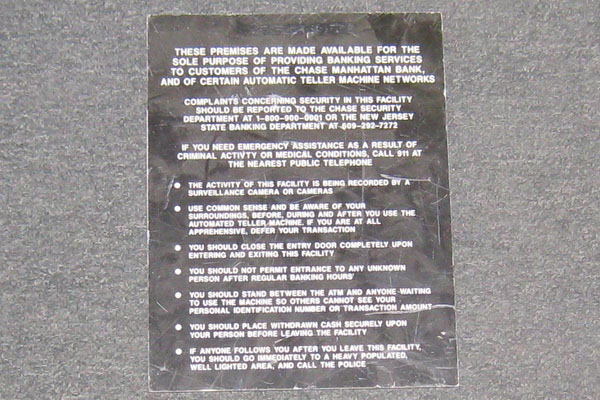 THESE PREMISES ARE MADE AVAILABLE FOR THE
SOLE PURPOSE OF PROVIDING BANKING SERVICES
TO CUSTOMERS OF THE CHASE MANHATTAN BANK,
AND OF CERTAIN AUTOMATIC TELLER MACHINE NETWORKS
COMPLAINTS CONCERNING SECURITY IN THIS FACILITY
SHOULD BE REPORTED TO THE CHASE SECURITY
DEPARTMENT AT 1-800-900-0001 OR THE NEW JERSEY
STATE BANKING DEPARTMENT AT 609-292-7272
IF YOU NEED EMERGENCY ASSISTANCE AS A RESULT OF
CRIMINAL ACTIVTY OR MEDICAL CONDITIONS, CALL 911 AT
THE NEAREST PUBLIC TELEPHONE
• THE ACTIVITY OF THIS FACILITY IS BEING RECORDED BY A
SURVEILLANCE CAMERA OR CAMERAS
• USE COMMON SENSE AND BE AWARE OF YOUR
SURROUNDINGS, BEFORE, DURING AND AFTER YOU USE THE
AUTOMATED TELLER MACHINE. IF YOU ARE AT ALL
APPREHENSIVE, DEFER YOUR TRANSACTION
• YOU SHOULD CLOSE THE ENTRY DOOR COMPLETELY UPON
ENTERING AND EXITING THIS FACILITY
• YOU SHOULD NOT PERMIT ENTRANCE TO ANY UNKNOWN
PERSON AFTER REGULAR BANKING HOURS
• YOU SHOULD STAND BETWEEN THE ATM AND ANYONE WAITING
TO USE THE MACHINE SO OTHERS CANNOT SEE YOUR
PERSONAL IDENTIFICATION NUMBER OR TRANSACTION AMOUNT
• YOU SHOULD PLACE WITHDRAWN CASH SECURELY UPON
YOUR PERSON BEFORE LEAVING THE FACILITY
• IF ANYONE FOLLOWS YOU AFTER YOU LEAVE THIS FACILITY,
YOU SHOULD GO IMMEDIATELY TO A HEAVY POPULATED,
WELL LIGHTED AREA, AND CALL THE POLICE